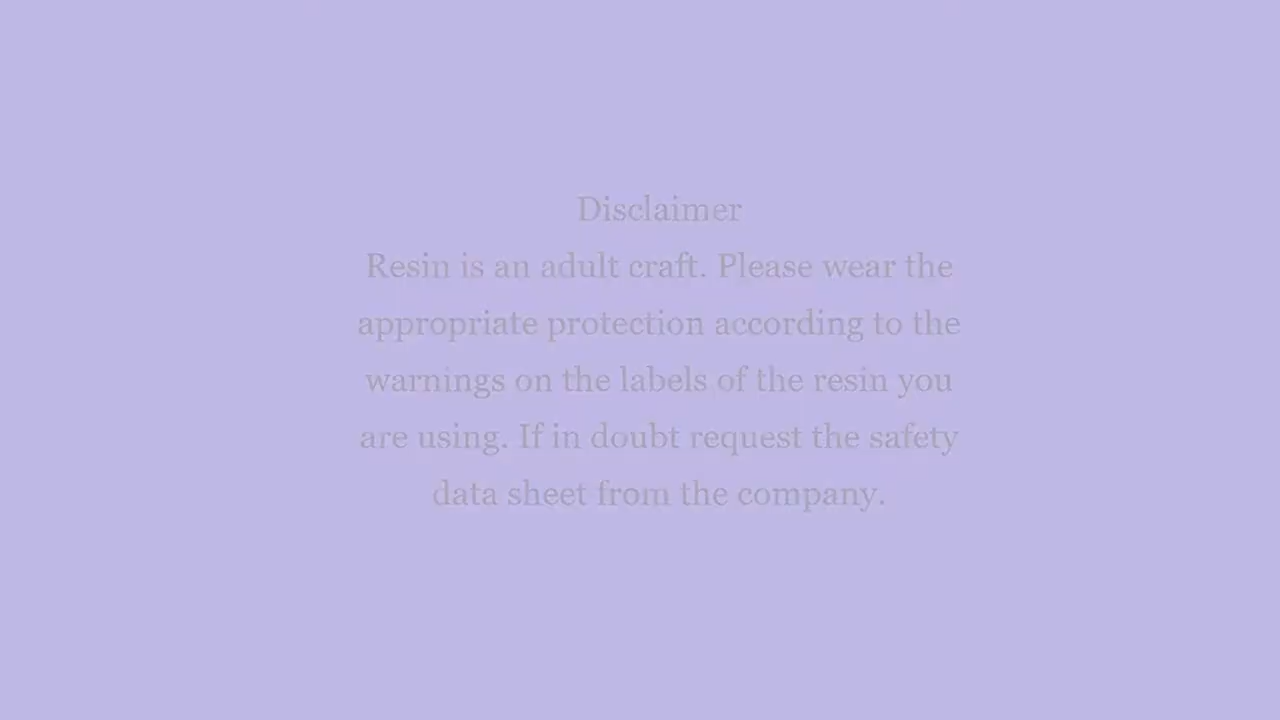 Disclaimer
Resin is an adult craft. Please wear the
appropriate protection according to the
warnings on the labels of the resin you
are using. If in doubt request the safety
data sheet from the company.